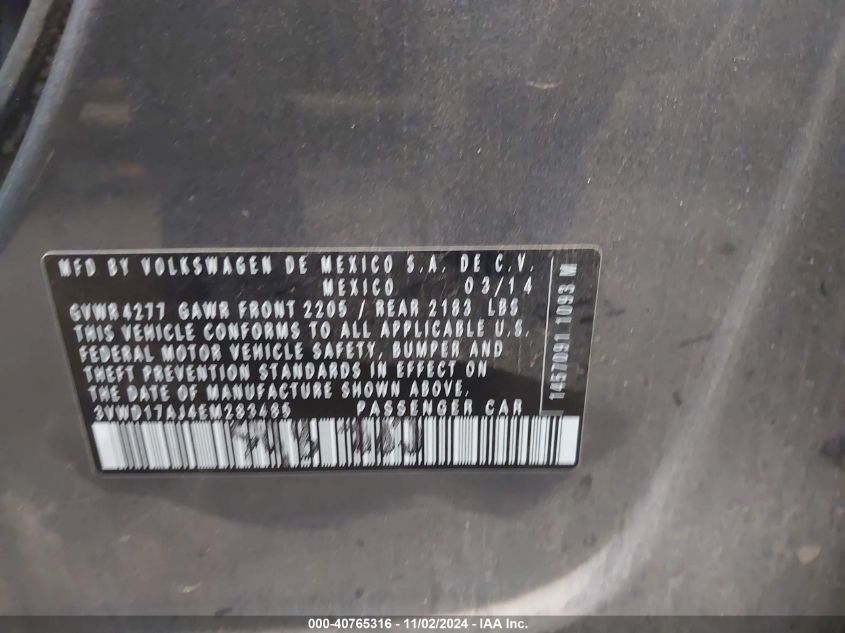 MFD BY VOLKSWAGEN DE MEXICO S.A. DE C.V.
MEXICO 03/14
GVWR 4277 GAWR FRONT 2205 / REAR 2183 LBS
THIS VEHICLE CONFORMS TO ALL APPLICABLE U.S.
FEDERAL MOTOR VEHICLE SAFETY, BUMPER AND
THEFT PREVENTION STANDARDS IN EFFECT ON
THE DATE OF MANUFACTURE SHOWN ABOVE.
3VWD17AJ4EM283485 PASSENGER CAR
1457091 1093 M
000-40765316 - 11/02/2024 - IAA Inc.